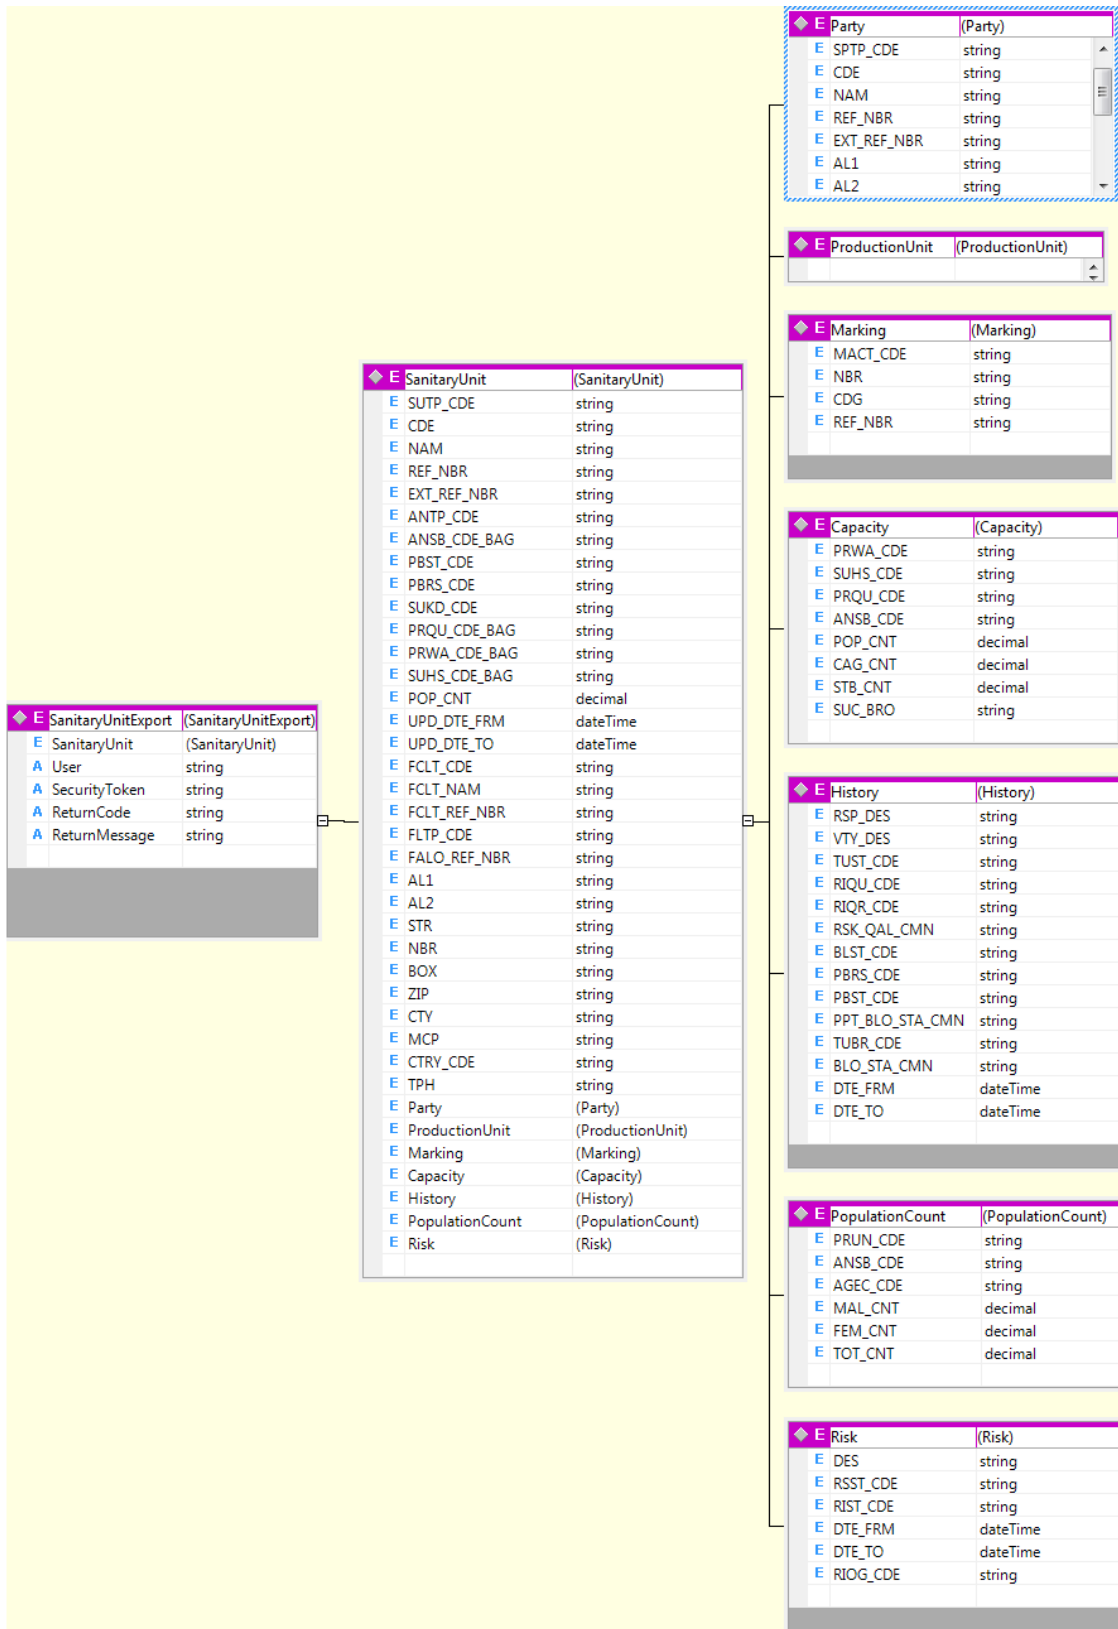 E Party (Party)
E SPTP_CDE string
E CDE string
E NAM string
E REF_NBR string
E EXT_REF_NBR string
E AL1 string
E AL2 string
E ProductionUnit (ProductionUnit)
E Marking (Marking)
E MACT_CDE string
E NBR string
E CDG string
E REF_NBR string
E SanitaryUnit (SanitaryUnit)
E SUTP_CDE string
E CDE string
E NAM string
E REF_NBR string
E EXT_REF_NBR string
E ANTP_CDE string
E ANSB_CDE_BAG string
E PBST_CDE string
E PBRS_CDE string
E SUKD_CDE string
E PRQU_CDE_BAG string
E PRWA_CDE_BAG string
E SUHS_CDE_BAG string
E POP_CNT decimal
E UPD_DTE_FRM dateTime
E UPD_DTE_TO dateTime
E FCLT_CDE string
E FCLT_NAM string
E FCLT_REF_NBR string
E FLTP_CDE string
E FALO_REF_NBR string
E AL1 string
E AL2 string
E STR string
E NBR string
E BOX string
E ZIP string
E CTY string
E MCP string
E CTRY_CDE string
E TPH string
E Party (Party)
E ProductionUnit (ProductionUnit)
E Marking (Marking)
E Capacity (Capacity)
E History (History)
E PopulationCount (PopulationCount)
E Risk (Risk)
E Capacity (Capacity)
E PRWA_CDE string
E SUHS_CDE string
E PRQU_CDE string
E ANSB_CDE string
E POP_CNT decimal
E CAG_CNT decimal
E STB_CNT decimal
E SUC_BRO string
E SanitaryUnitExport (SanitaryUnitExport)
E SanitaryUnit (SanitaryUnit)
A User string
A SecurityToken string
A ReturnCode string
A ReturnMessage string
E History (History)
E RSP_DES string
E VTY_DES string
E TUST_CDE string
E RIQU_CDE string
E RIQR_CDE string
E RSK_QAL_CMN string
E BLST_CDE string
E PBRS_CDE string
E PBST_CDE string
E PPT_BLO_STA_CMN string
E TUBR_CDE string
E BLO_STA_CMN string
E DTE_FRM dateTime
E DTE_TO dateTime
E PopulationCount (PopulationCount)
E PRUN_CDE string
E ANSB_CDE string
E AGEC_CDE string
E MAL_CNT decimal
E FEM_CNT decimal
E TOT_CNT decimal
E Risk (Risk)
E DES string
E RSST_CDE string
E RIST_CDE string
E DTE_FRM dateTime
E DTE_TO dateTime
E RIOG_CDE string